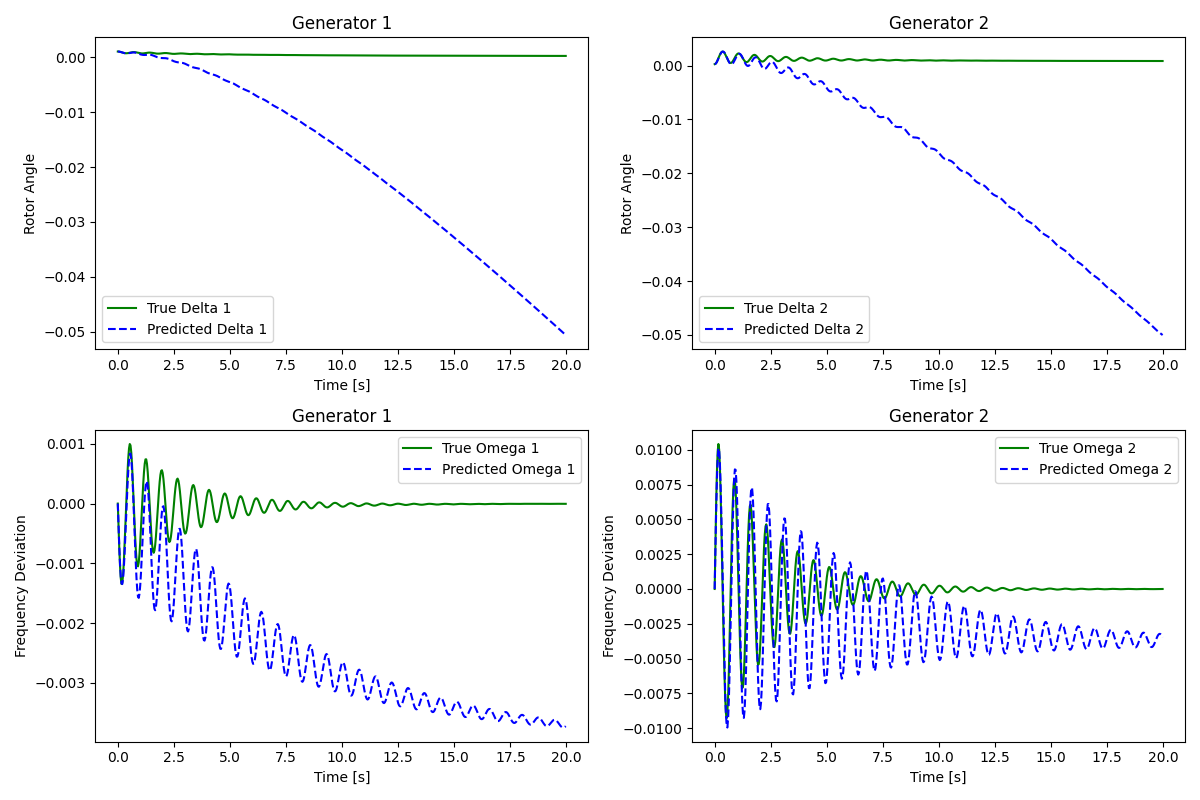 Generator 1
0.00
−0.01
−0.02
−0.03
−0.04
−0.05
Rotor Angle
True Delta 1
Predicted Delta 1
0.0 2.5 5.0 7.5 10.0 12.5 15.0 17.5 20.0
Time [s]
Generator 2
0.00
−0.01
−0.02
−0.03
−0.04
−0.05
Rotor Angle
True Delta 2
Predicted Delta 2
0.0 2.5 5.0 7.5 10.0 12.5 15.0 17.5 20.0
Time [s]
Generator 1
0.001
0.000
−0.001
−0.002
−0.003
Frequency Deviation
True Omega 1
Predicted Omega 1
0.0 2.5 5.0 7.5 10.0 12.5 15.0 17.5 20.0
Time [s]
Generator 2
0.0100
0.0075
0.0050
0.0025
0.0000
−0.0025
−0.0050
−0.0075
−0.0100
Frequency Deviation
True Omega 2
Predicted Omega 2
0.0 2.5 5.0 7.5 10.0 12.5 15.0 17.5 20.0
Time [s]